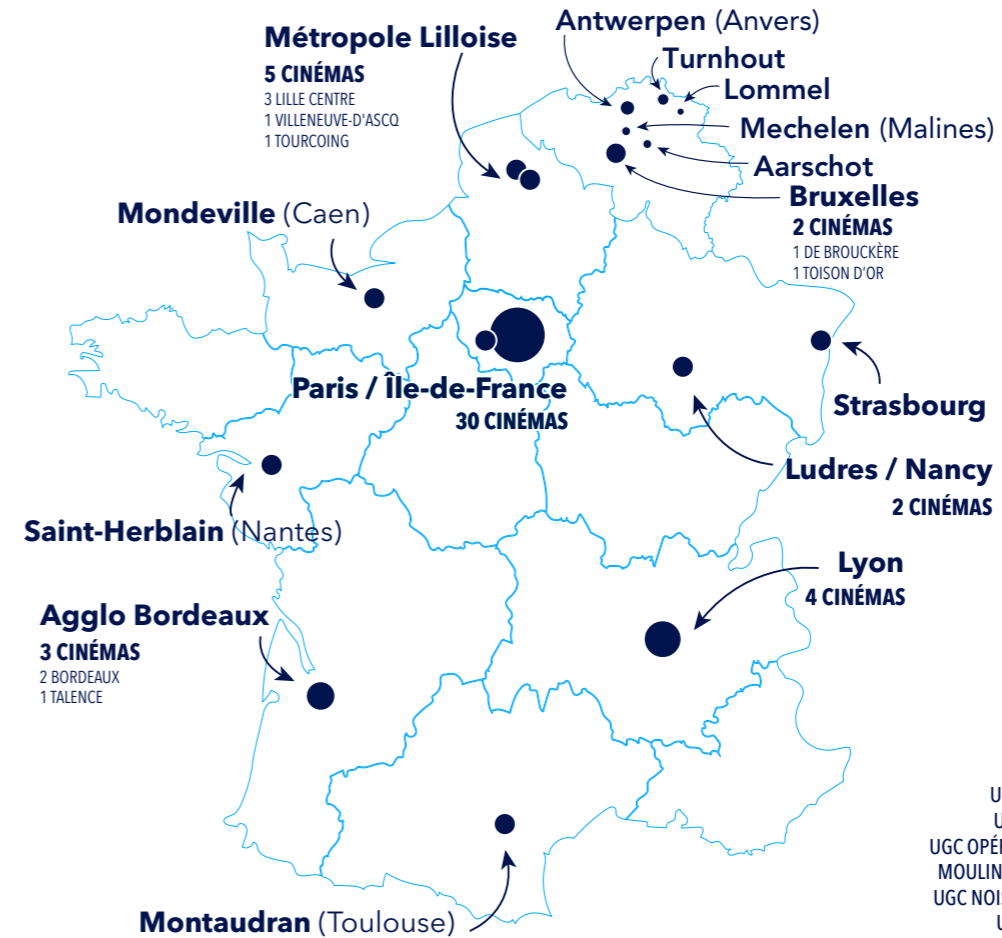 Métropole Lilloise
5 CINÉMAS
3 LILLE CENTRE
1 VILLENEUVE-D'ASCQ
1 TOURCOING
Antwerpen (Anvers)
Turnhout
Lommel
Mechelen (Malines)
Aarschot
Bruxelles
2 CINÉMAS
1 DE BROUCKÈRE
1 TOISON D'OR
Mondeville (Caen)
Paris / Île-de-France
30 CINÉMAS
Strasbourg
Ludres / Nancy
2 CINÉMAS
Saint-Herblain (Nantes)
Lyon
4 CINÉMAS
Agglo Bordeaux
3 CINÉMAS
2 BORDEAUX
1 TALENCE
Montaudran (Toulouse)
UGC
MOULIN
UGC